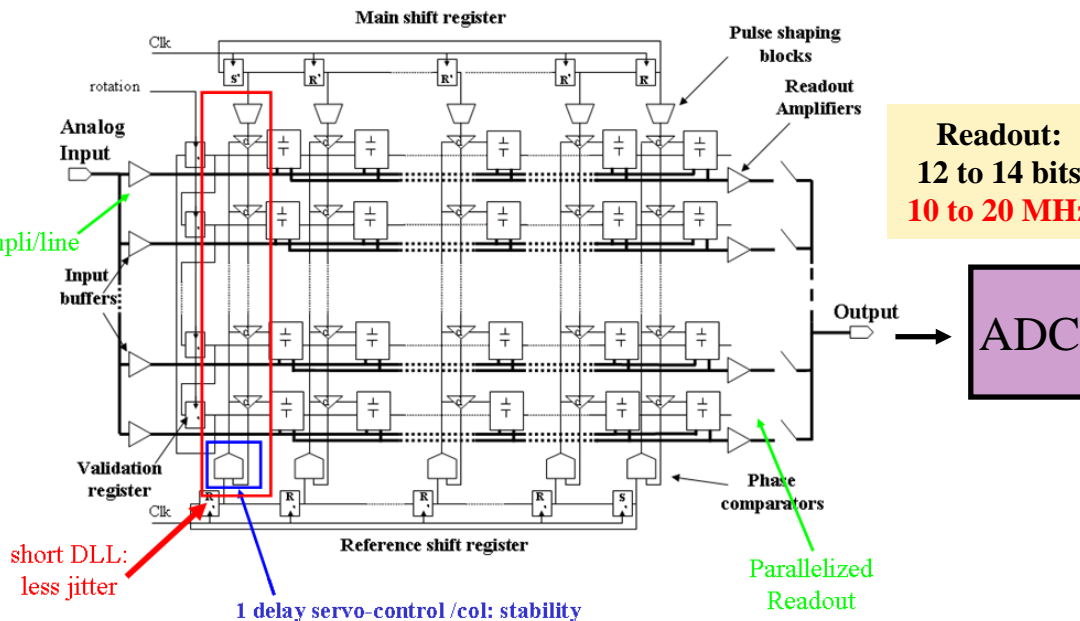 Main shift register
Clk
Pulse shaping
blocks
S'
R'
R'
R'
R'
rotation
Readout
Amplifiers
Analog
Input
Readout:
12 to 14 bits
10 to 20 MHz
mpli/line
Input
buffers
Output
ADC
Validation
register
Phase
comparators
R
R
R
R
S
Clk
Reference shift register
short DLL:
less jitter
Parallelized
Readout
1 delay servo-control /col: stability